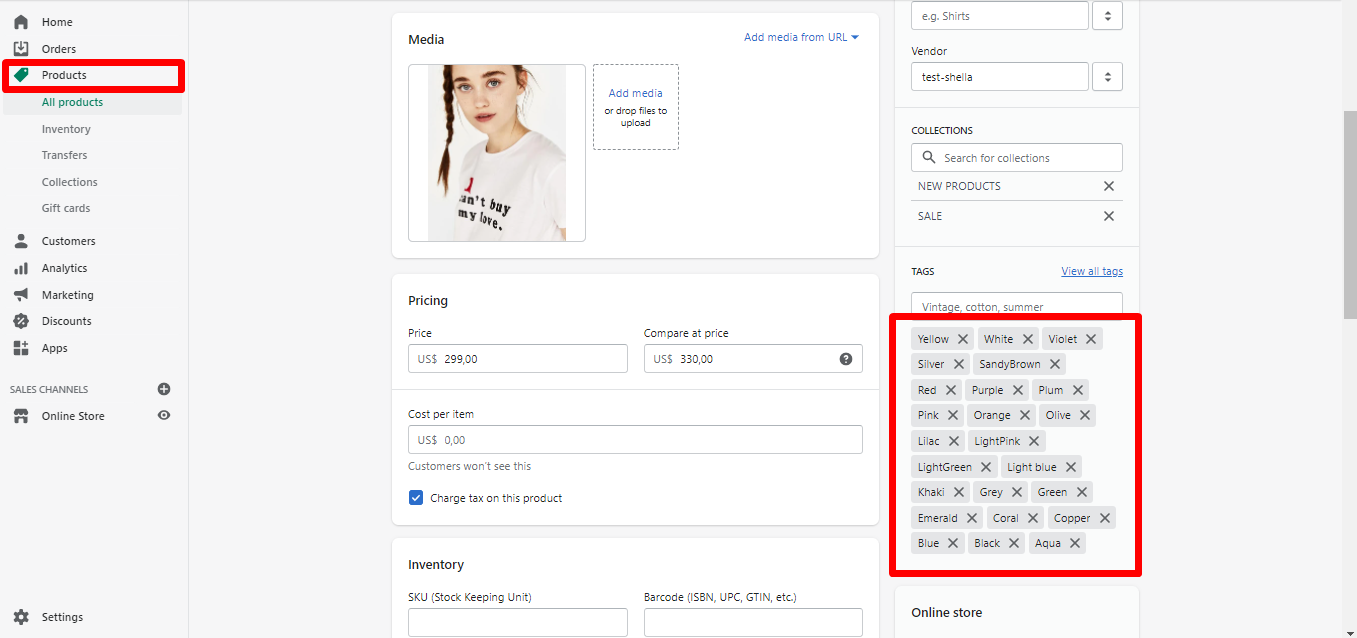 Home
Orders
Products
All products
Inventory
Transfers
Collections
Gift cards
Customers
Analytics
Marketing
Discounts
Apps
SALES CHANNELS
Online Store
Settings
Media
Add media from URL
can't buy
my love.
Add media
or drop files to
upload
Pricing
Price
Compare at price
US$ 299,00
US$ 330,00
Cost per item
US$ 0,00
Customers won't see this
Charge tax on this product
Inventory
SKU (Stock Keeping Unit)
Barcode (ISBN, UPC, GTIN, etc.)
e.g. Shirts
Vendor
test-shella
COLLECTIONS
Search for collections
NEW PRODUCTS
SALE
TAGS
View all tags
Vintage, cotton, summer
Yellow White Violet
Silver SandyBrown
Red Purple Plum
Pink Orange Olive
Lilac LightPink
LightGreen Light blue
Khaki Grey Green
Emerald Coral Copper
Blue Black Aqua
Online store